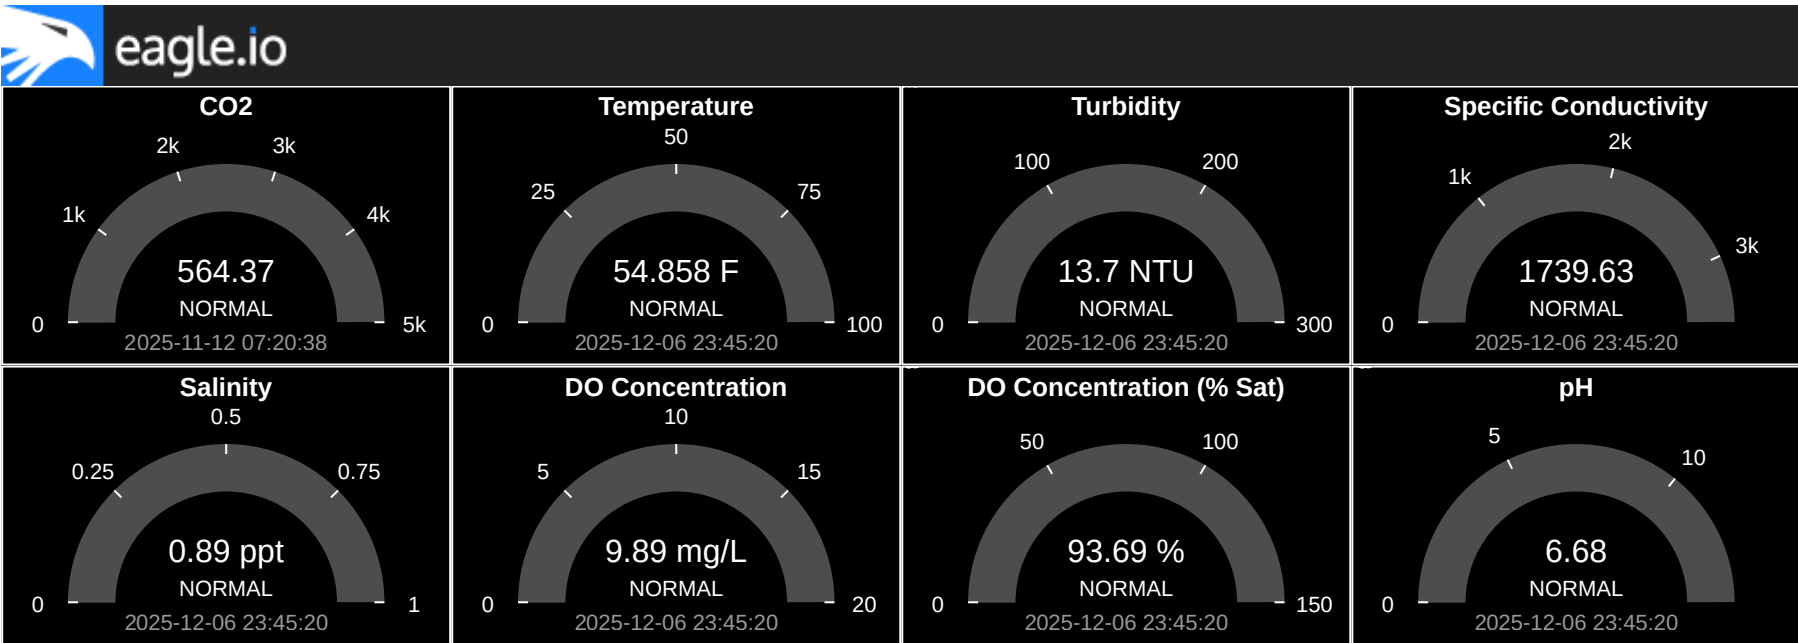 eagle.io
CO2
2k
3k
1k
4k
0
5k
564.37
NORMAL
2025-11-12 07:20:38
Temperature
50
25
75
0
100
54.858 F
NORMAL
2025-12-06 23:45:20
Turbidity
100
200
0
300
13.7 NTU
NORMAL
2025-12-06 23:45:20
Specific Conductivity
2k
1k
3k
0
1739.63
NORMAL
2025-12-06 23:45:20
Salinity
0.5
0.25
0.75
0
1
0.89 ppt
NORMAL
2025-12-06 23:45:20
DO Concentration
10
5
15
0
20
9.89 mg/L
NORMAL
2025-12-06 23:45:20
DO Concentration (% Sat)
50
100
0
150
93.69 %
NORMAL
2025-12-06 23:45:20
pH
5
10
0
6.68
NORMAL
2025-12-06 23:45:20